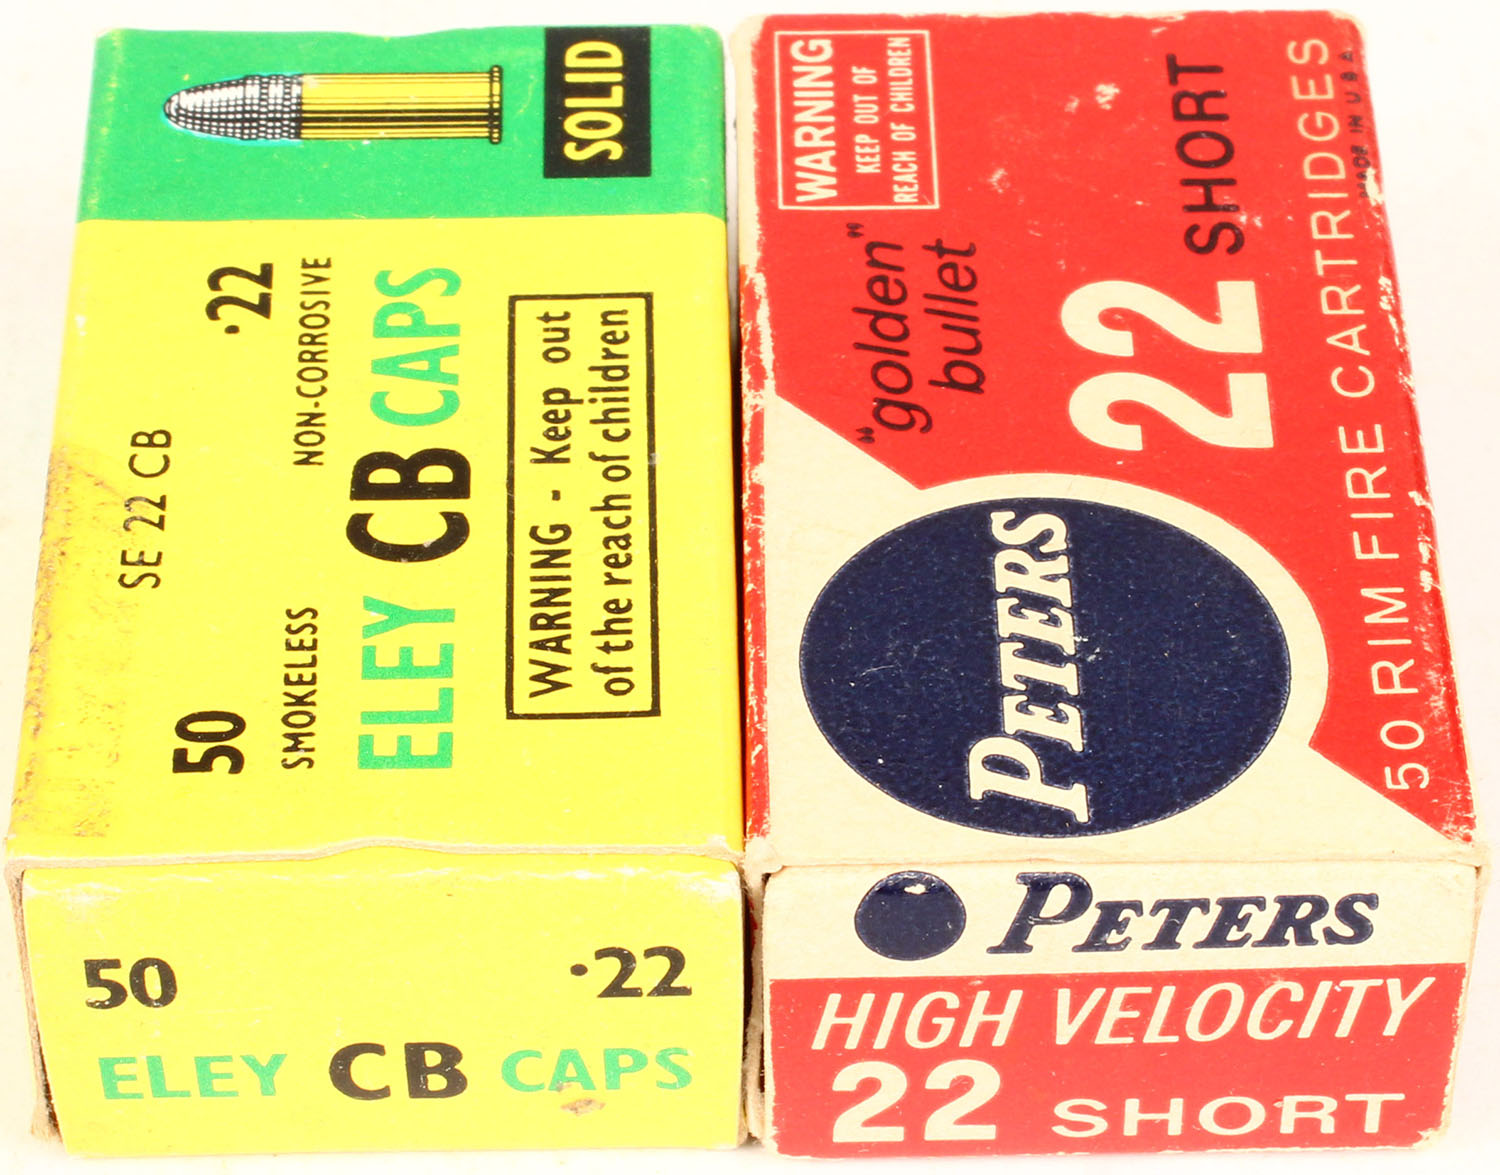 SOLID
SE 22 CB
50 .22
SMOKELESS NON-CORROSIVE
ELEY CB CAPS
WARNING - Keep out
of the reach of children
50 ·22
ELEY CB CAPS
WARNING
KEEP OUT OF
REACH OF CHILDREN
"golden"
bullet
PETERS
22 SHORT
50 RIM FIRE CARTRIDGES
MADE IN U.S.A.
PETERS
HIGH VELOCITY
22 SHORT